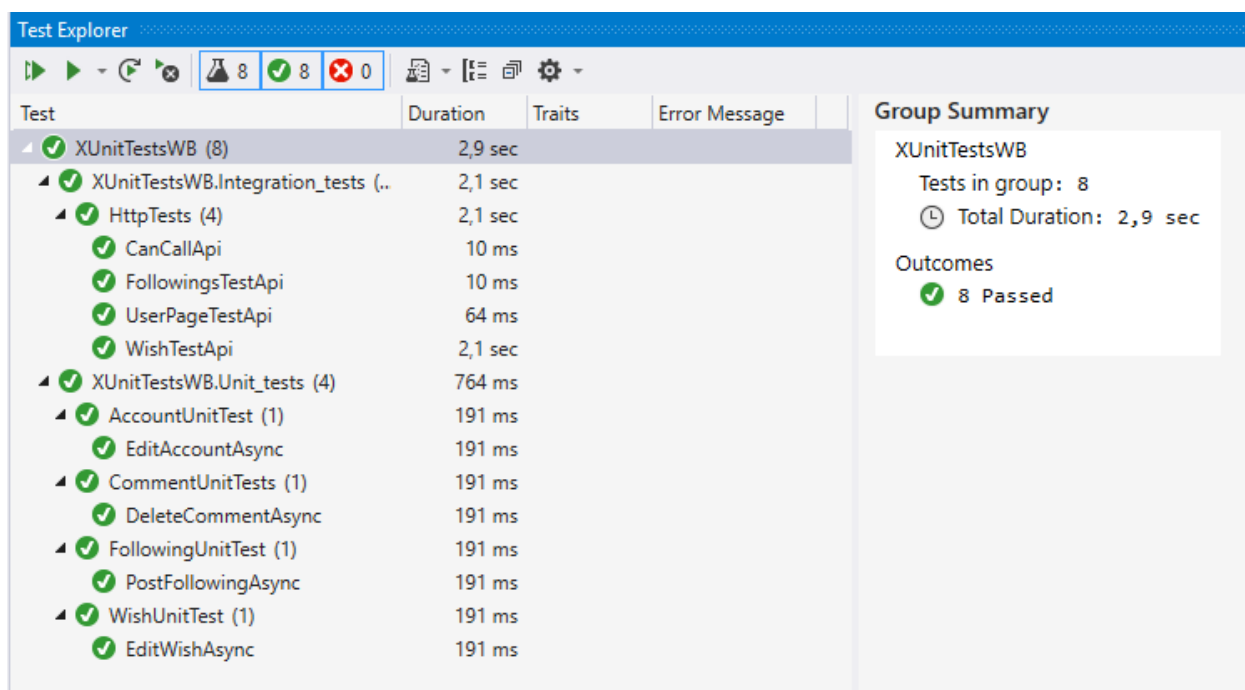 Test Explorer
8 8 0
Test Duration Traits Error Message
XUnitTestsWB (8) 2,9 sec
XUnitTestsWB.Integration_tests (... 2,1 sec
HttpTests (4) 2,1 sec
CanCallApi 10 ms
FollowingsTestApi 10 ms
UserPageTestApi 64 ms
WishTestApi 2,1 sec
XUnitTestsWB.Unit_tests (4) 764 ms
AccountUnitTest (1) 191 ms
EditAccountAsync 191 ms
CommentUnitTests (1) 191 ms
DeleteCommentAsync 191 ms
FollowingUnitTest (1) 191 ms
PostFollowingAsync 191 ms
WishUnitTest (1) 191 ms
EditWishAsync 191 ms
Group Summary
XUnitTestsWB
Tests in group: 8
Total Duration: 2,9 sec
Outcomes
8 Passed